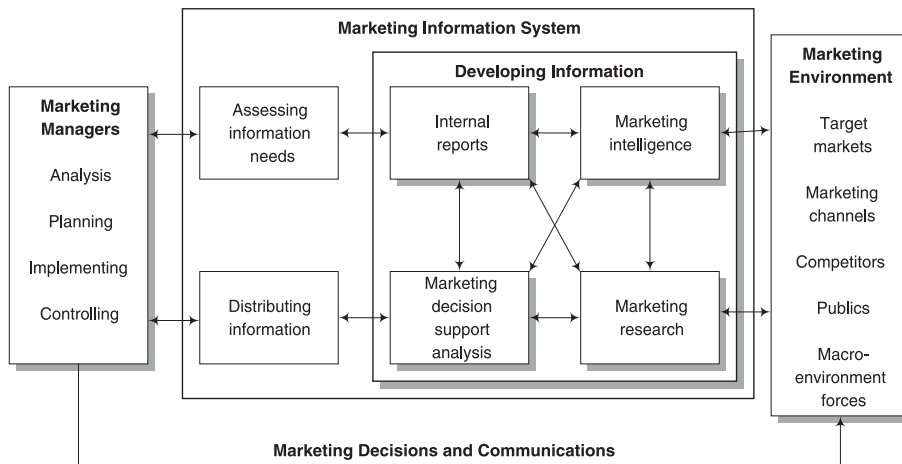 Marketing Information System
Developing Information
Marketing
Managers
Analysis
Planning
Implementing
Controlling
Assessing
information
needs
Distributing
information
Internal
reports
Marketing
intelligence
Marketing
decision
support
analysis
Marketing
research
Marketing
Environment
Target
markets
Marketing
channels
Competitors
Publics
Macro-
environment
forces
Marketing Decisions and Communications